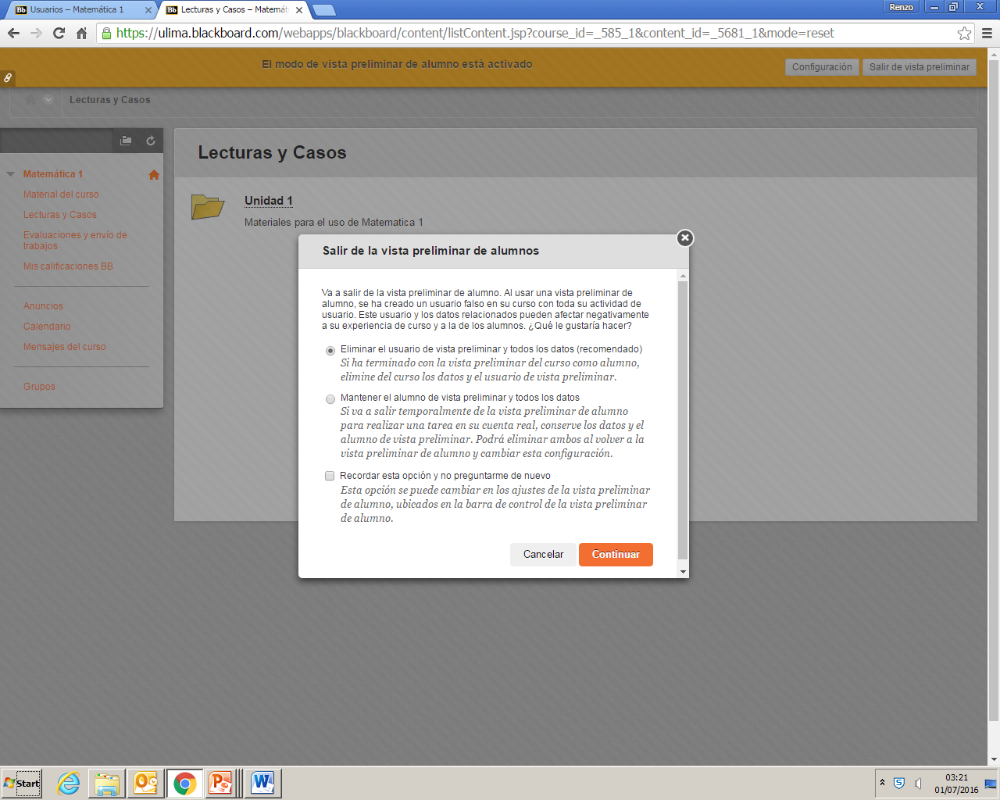 Usuarios – Matemática 1
Lecturas y Casos – Matemát
Renzo
https://ulima.blackboard.com/webapps/blackboard/content/listContent.jsp?course_id=_585_1&content_id=_5681_1&mode=reset
El modo de vista preliminar de alumno está activado
Configuración
Salir de vista preliminar
Lecturas y Casos
Matemática 1
Material del curso
Lecturas y Casos
Evaluaciones y envío de
trabajos
Mis calificaciones BB
Anuncios
Calendario
Mensajes del curso
Grupos
Lecturas y Casos
Unidad 1
Materiales para el uso de Matematica 1
Salir de la vista preliminar de alumnos
Va a salir de la vista preliminar de alumno. Al usar una vista preliminar de
alumno, se ha creado un usuario falso en su curso con toda su actividad de
usuario. Este usuario y los datos relacionados pueden afectar negativamente
a su experiencia de curso y a la de los alumnos. ¿Qué le gustaría hacer?
Eliminar el usuario de vista preliminar y todos los datos (recomendado)
Si ha terminado con la vista preliminar del curso como alumno,
elimine del curso los datos y el usuario de vista preliminar.
Mantener el alumno de vista preliminar y todos los datos
Si va a salir temporalmente de la vista preliminar de alumno
para realizar una tarea en su cuenta real, conserve los datos y el
alumno de vista preliminar. Podrá eliminar ambos al volver a la
vista preliminar de alumno y cambiar esta configuración.
Recordar esta opción y no preguntarme de nuevo
Esta opción se puede cambiar en los ajustes de la vista preliminar
de alumno, ubicados en la barra de control de la vista preliminar
de alumno.
Cancelar
Continuar
Start
03:21
01/07/2016